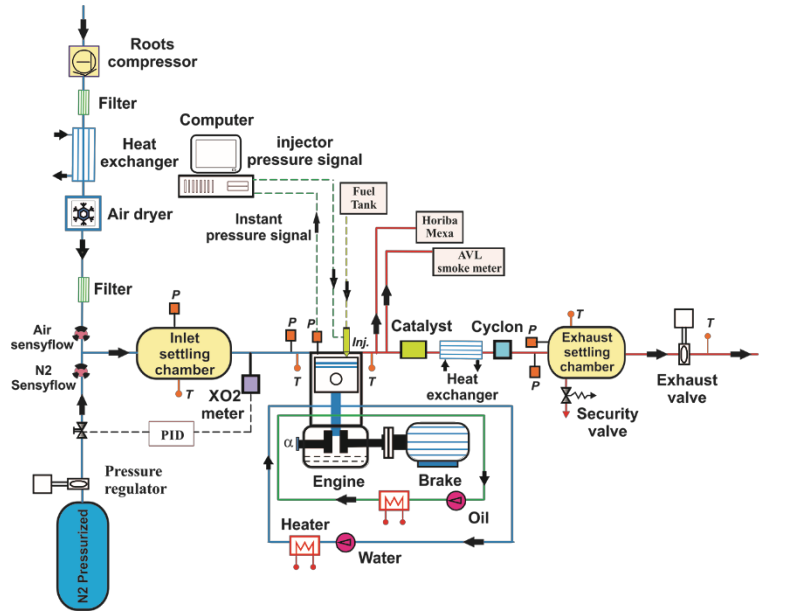 Roots
compressor
Filter
Computer
Heat
exchanger
injector
pressure signal
Fuel
Tank
Air dryer
Instant
pressure signal
Horiba
Mexa
AVL
smoke meter
Filter
P
Air
sensyflow
Inlet
settling
chamber
P
P
Inj.
Catalyst
Cyclon
P
T
Exhaust
settling
chamber
T
N2
Sensyflow
T
XO2
meter
T
T
Heat
exchanger
P
Exhaust
valve
Security
valve
PID
α
Engine
Brake
Pressure
regulator
Oil
Heater
Water
N2 Pressurized